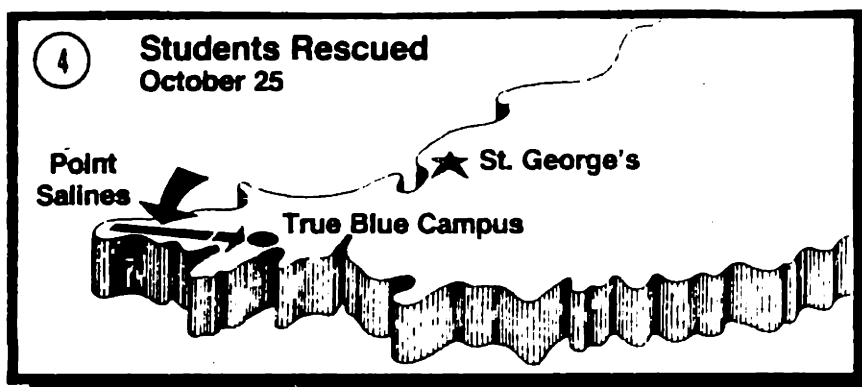 4
Students Rescued
October 25
Point
Salines
St. George's
True Blue Campus